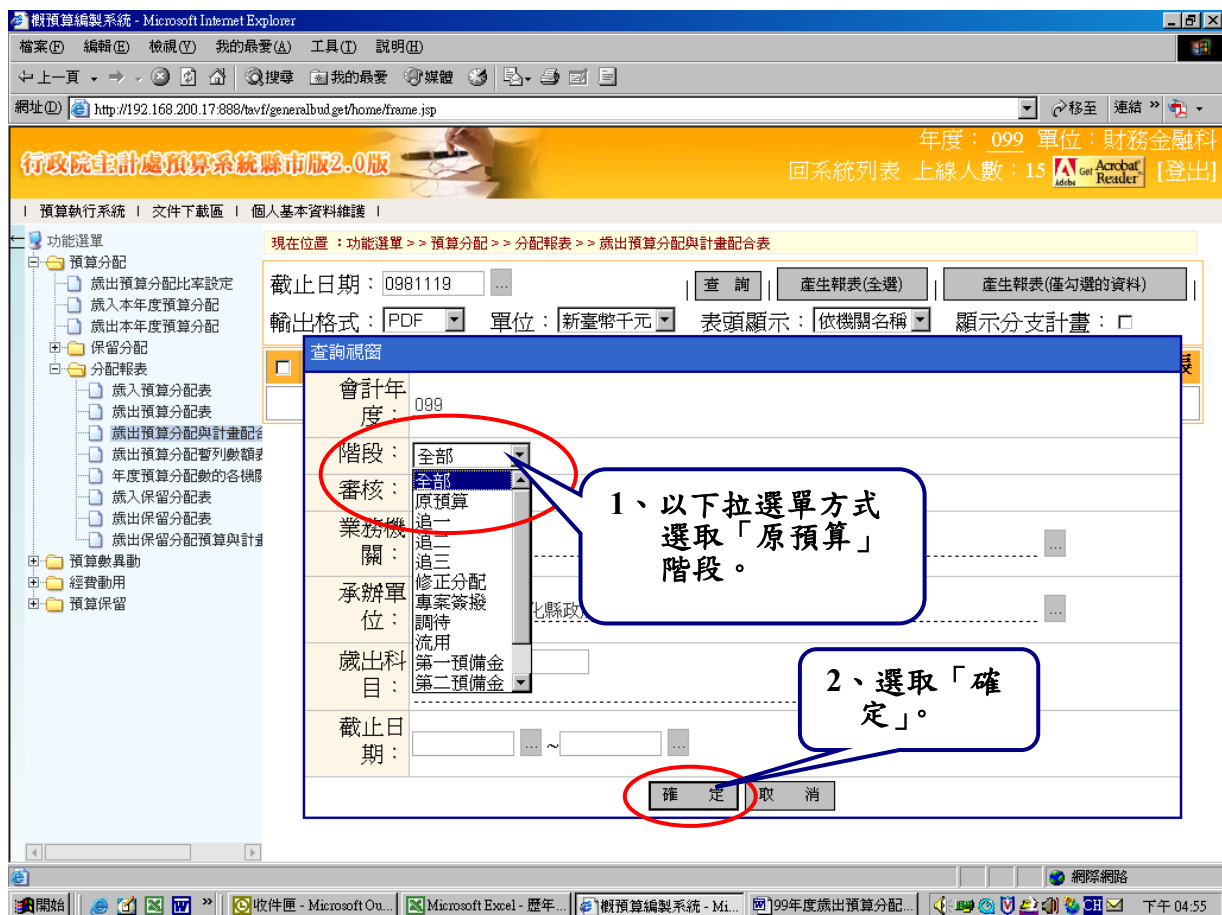 概預算編製系統 - Microsoft Internet Explorer
檔案(F) 編輯(E) 檢視(V) 我的最愛(A) 工具(T) 說明(H)
上一頁 搜尋 我的最愛 媒體
網址(D) http://192.168.200.17:888/tavf/generalbudget/home/frame.jsp 移至 連結 »
行政院主計處預算系統縣市版2.0版
年度：099 單位：財務金融科
回系統列表 上線人數：15 Adobe Get Acrobat Reader [登出]
| 預算執行系統 | 文件下載區 | 個人基本資料維護 |
功能選單
預算分配
歲出預算分配比率設定
歲入本年度預算分配
歲出本年度預算分配
保留分配
分配報表
歲入預算分配表
歲出預算分配表
歲出預算分配與計畫配合
歲出預算分配暫列數額表
年度預算分配數的各機關
歲入保留分配表
歲出保留分配表
歲出保留分配預算與計畫
預算數異動
經費動用
預算保留
現在位置：功能選單>>預算分配>>分配報表>>歲出預算分配與計畫配合表
截止日期：0981119 ... | 查 詢 | 產生報表(全選) | 產生報表(僅勾選的資料) |
輸出格式：PDF 單位：新臺幣千元 表頭顯示：依機關名稱 顯示分支計畫：
查詢視窗
會計年度： 099
階段： 全部
審核：
業務機關： ...
承辦單位： 化縣政府 ...
歲出科目：
截止日期： ... ~ ...
全部
原預算
追一
追二
追三
修正分配
專案簽撥
調待
流用
第一預備金
第二預備金
1、以下拉選單方式
選取「原預算」
階段。
2、選取「確
定」。
確 定 取 消
網際網路
開始 » 收件匣 - Microsoft Ou... Microsoft Excel - 歷年... 概預算編製系統 - Mi... 99年度歲出預算分配... CH 下午 04:55